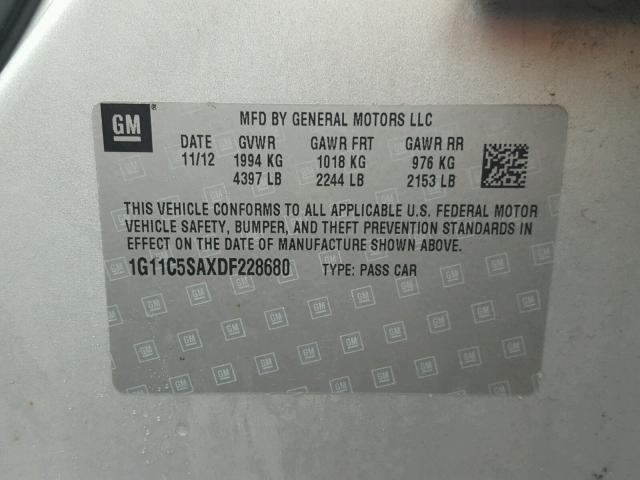 GM® MFD BY GENERAL MOTORS LLC
DATE GVWR GAWR FRT GAWR RR
11/12 1994 KG 1018 KG 976 KG
4397 LB 2244 LB 2153 LB
THIS VEHICLE CONFORMS TO ALL APPLICABLE U.S. FEDERAL MOTOR
VEHICLE SAFETY, BUMPER, AND THEFT PREVENTION STANDARDS IN
EFFECT ON THE DATE OF MANUFACTURE SHOWN ABOVE.
1G11C5SAXDF228680 TYPE: PASS CAR